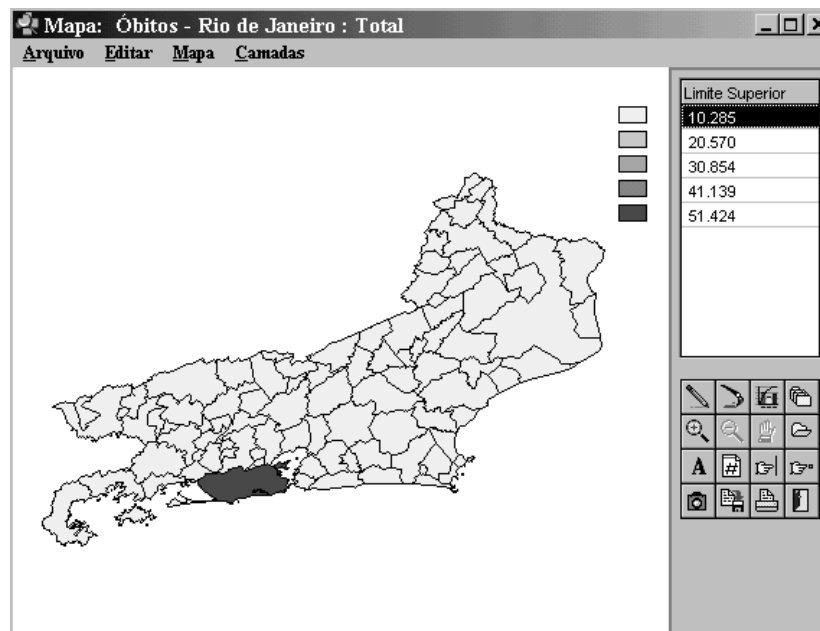 Mapa: Óbitos - Rio de Janeiro : Total
Arquivo Editar Mapa Camadas
Limite Superior
10.285
20.570
30.854
41.139
51.424
A #